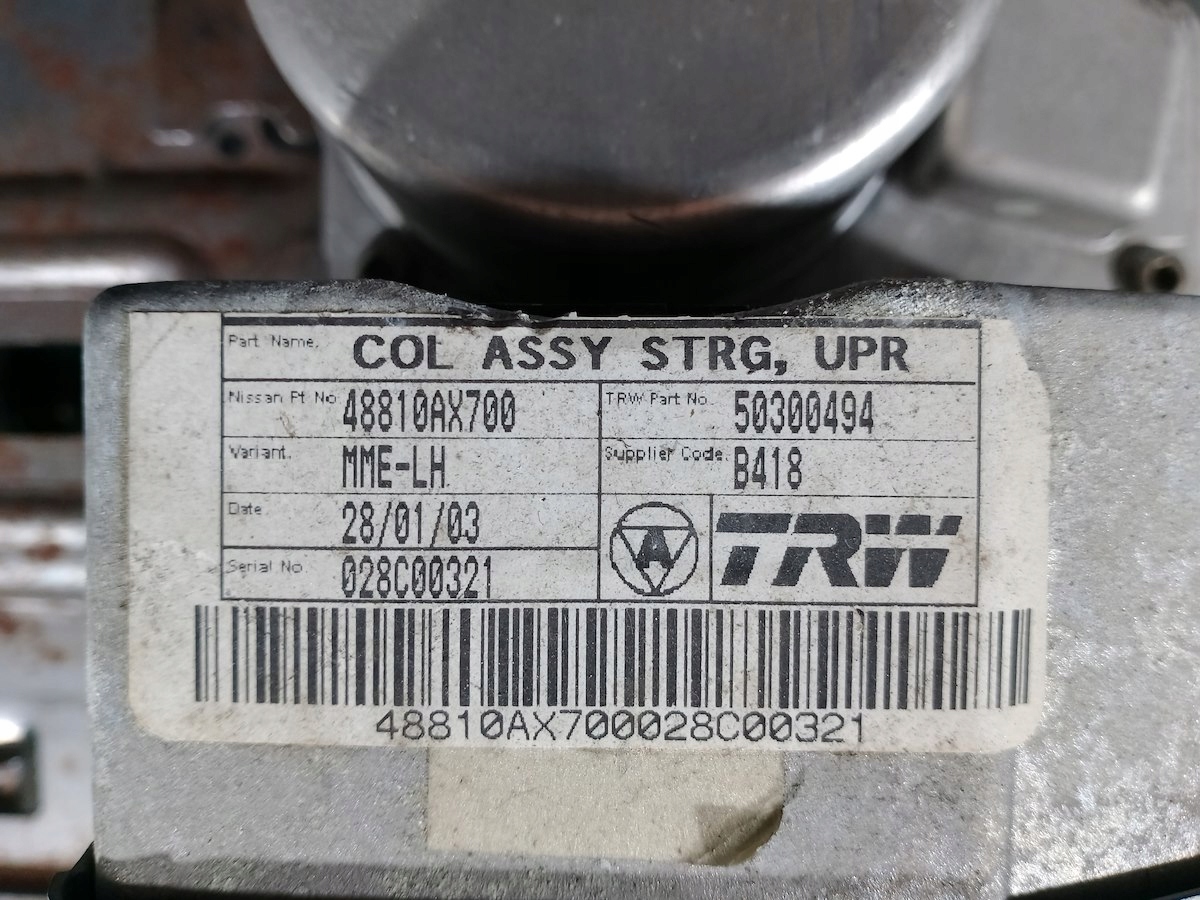 Part Name. COL ASSY STRG, UPR
Nissan Pt No. 48810AX700 TRW Part No. 50300494
Variant. MME-LH Supplier Code. B418
Date. 28/01/03
A TRW
Serial No. 028C00321
48810AX700028C00321